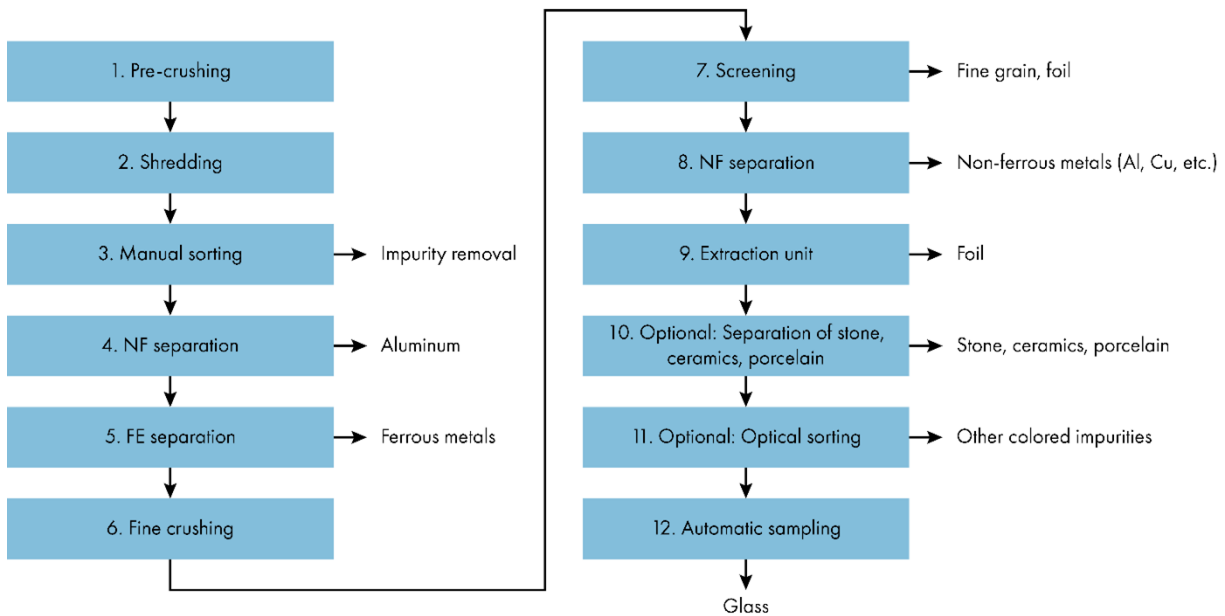 1. Pre-crushing
2. Shredding
3. Manual sorting
Impurity removal
4. NF separation
Aluminum
5. FE separation
Ferrous metals
6. Fine crushing
7. Screening
Fine grain, foil
8. NF separation
Non-ferrous metals (Al, Cu, etc.)
9. Extraction unit
Foil
10. Optional: Separation of stone,
ceramics, porcelain
Stone, ceramics, porcelain
11. Optional: Optical sorting
Other colored impurities
12. Automatic sampling
Glass